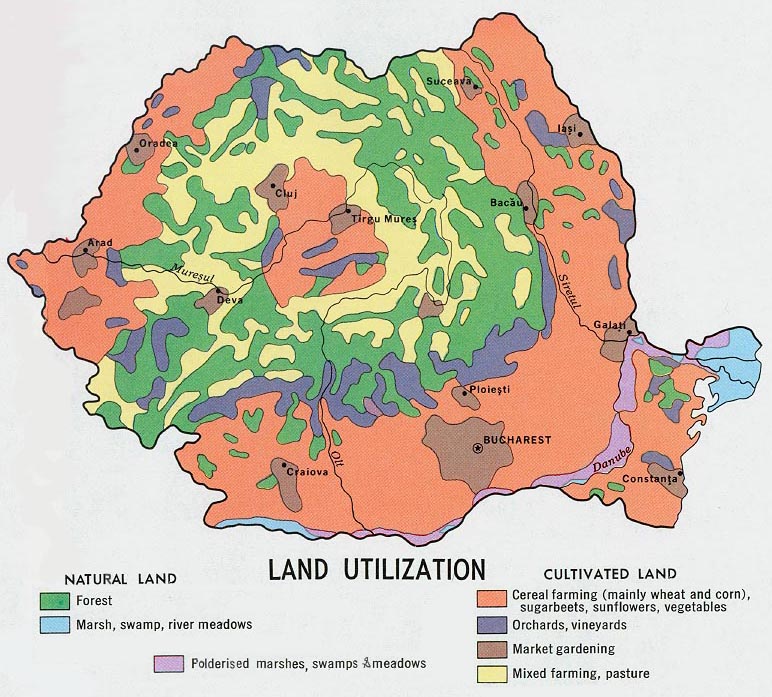 Suceava
Iași
Oradea
Cluj
Bacău
Tîrgu Mureș
Arad
Mureșul
Deva
Siretul
Galați
Ploiești
BUCHAREST
Olt
Danube
Craiova
Constanța
LAND UTILIZATION
NATURAL LAND
Forest
Marsh, swamp, river meadows
Polderised marshes, swamps & meadows
CULTIVATED LAND
Cereal farming (mainly wheat and corn),
sugarbeets, sunflowers, vegetables
Orchards, vineyards
Market gardening
Mixed farming, pasture